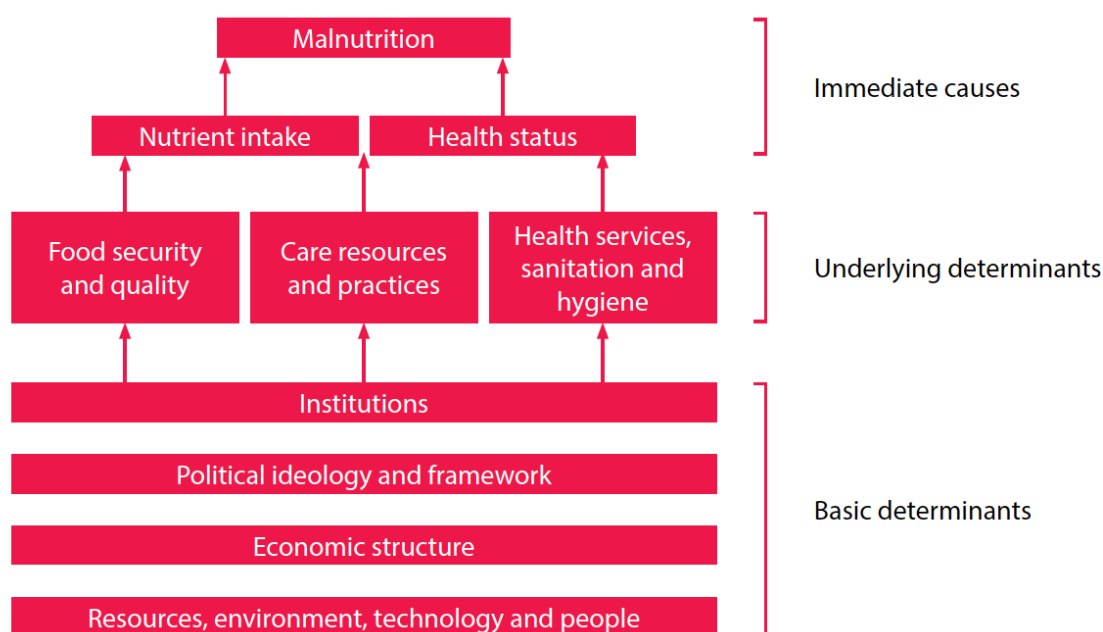 Malnutrition
Immediate causes
Nutrient intake
Health status
Food security
and quality
Care resources
and practices
Health services,
sanitation and
hygiene
Underlying determinants
Institutions
Political ideology and framework
Basic determinants
Economic structure
Resources, environment, technology and people